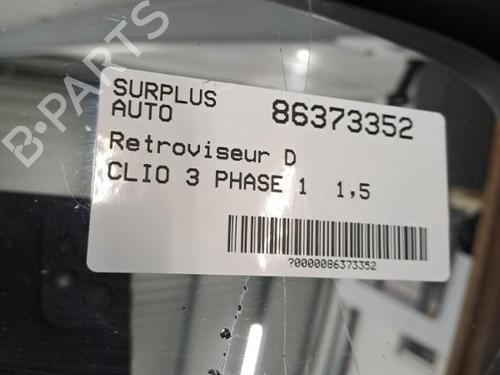 B-PARTS
SURPLUS
AUTO
86373352
Retroviseur D
CLIO 3 PHASE 1 1,5
?0000086373352